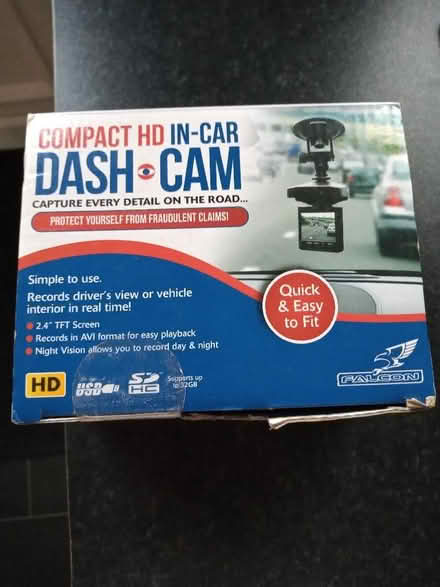 COMPACT HD IN-CAR
DASH CAM
CAPTURE EVERY DETAIL ON THE ROAD...
PROTECT YOURSELF FROM FRAUDULENT CLAIMS!
Simple to use.
Records driver's view or vehicle
interior in real time!
2.4" TFT Screen
Records in AVI format for easy playback
Night Vision allows you to record day & night
Quick
& Easy
to Fit
HD
USB
SD
HC
Supports up
to 32GB
FALCON